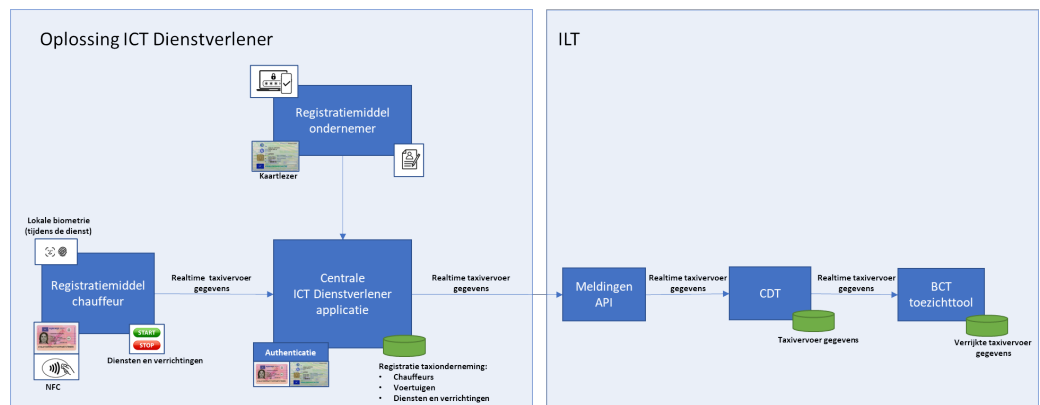 Oplossing ICT Dienstverlener
ILT
Registratiemiddel
ondernemer
Kaartlezer
Lokale biometrie
(tijdens de dienst)
Registratiemiddel
chauffeur
START
STOP
Diensten en verrichtingen
NFC
Realtime taxivervoer
gegevens
Centrale
ICT Dienstverlener
applicatie
Authenticatie
Registratie taxionderneming:
• Chauffeurs
• Voertuigen
• Diensten en verrichtingen
Realtime taxivervoer
gegevens
Meldingen
API
Realtime taxivervoer
gegevens
CDT
Taxivervoer gegevens
Realtime taxivervoer
gegevens
BCT
toezichttool
Verrijkte taxivervoer
gegevens